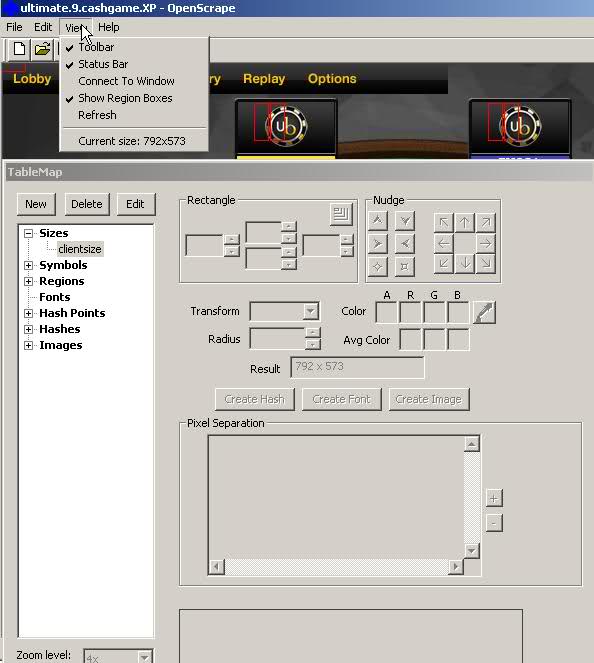 ultimate.9.cashgame.XP - OpenScrape
File Edit View Help
Toolbar
Status Bar
Connect To Window
Show Region Boxes
Refresh
Current size: 792x573
Lobby Replay Options
Ub Ub
TableMap
New Delete Edit
Sizes
clientsize
Symbols
Regions
Fonts
Hash Points
Hashes
Images
Rectangle
Nudge
Transform
Radius
Color A R G B
Avg Color
Result 792 x 573
Create Hash Create Font Create Image
Pixel Separation
+
-
Zoom level: 4x